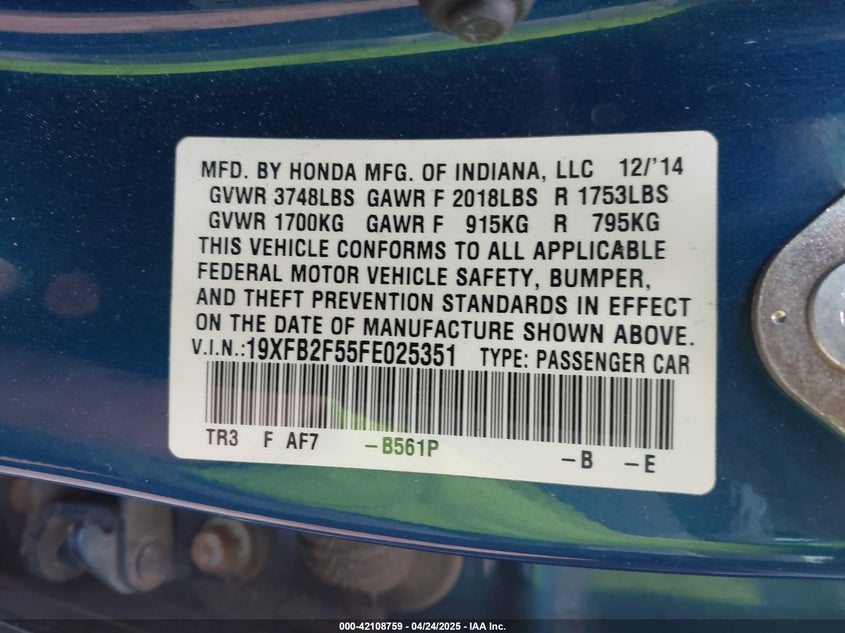 MFD. BY HONDA MFG. OF INDIANA, LLC 12/'14
GVWR 3748LBS GAWR F 2018LBS R 1753LBS
GVWR 1700KG GAWR F 915KG R 795KG
THIS VEHICLE CONFORMS TO ALL APPLICABLE
FEDERAL MOTOR VEHICLE SAFETY, BUMPER,
AND THEFT PREVENTION STANDARDS IN EFFECT
ON THE DATE OF MANUFACTURE SHOWN ABOVE.
V.I.N.:19XFB2F55FE025351 TYPE: PASSENGER CAR
TR3 F AF7 –B561P –B –E
000-42108759 - 04/24/2025 - IAA Inc.